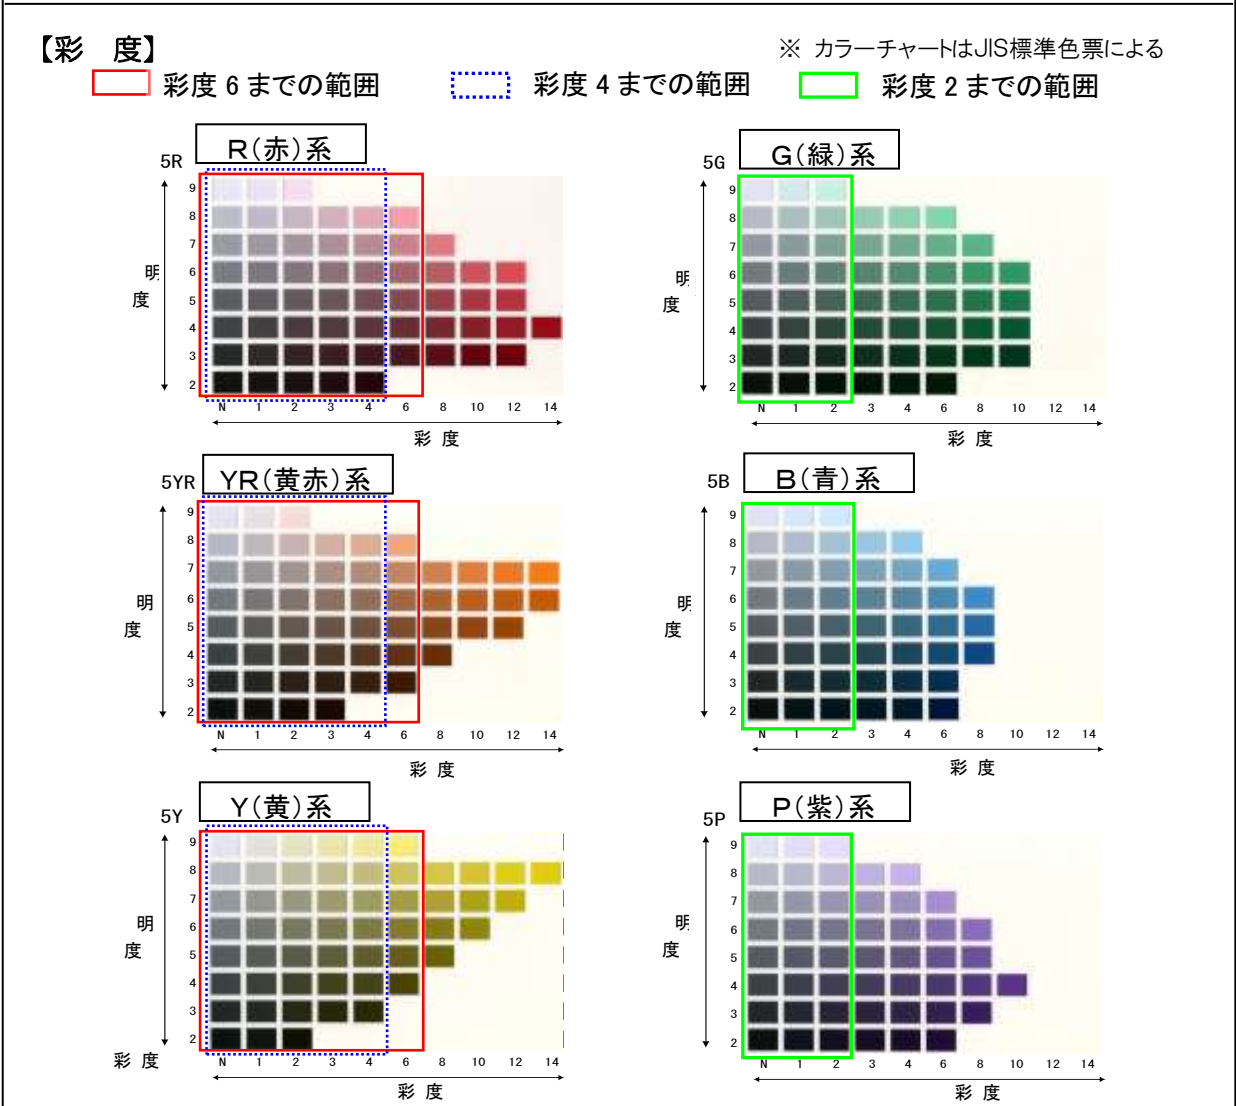 【彩　度】
※ カラーチャートはJIS標準色票による
彩度 6 までの範囲
彩度 4 までの範囲
彩度 2 までの範囲
5R
R(赤)系
9
8
7
6
5
4
3
2
明
度
N 1 2 3 4 6 8 10 12 14
彩 度
5G
G(緑)系
9
8
7
6
5
4
3
2
明
度
N 1 2 3 4 6 8 10 12 14
彩 度
5YR
YR(黄赤)系
9
8
7
6
5
4
3
2
明
度
N 1 2 3 4 6 8 10 12 14
彩 度
5B
B(青)系
9
8
7
6
5
4
3
2
明
度
N 1 2 3 4 6 8 10 12 14
彩 度
5Y
Y(黄)系
9
8
7
6
5
4
3
2
明
度
彩 度
N 1 2 3 4 6 8 10 12 14
彩 度
5P
P(紫)系
9
8
7
6
5
4
3
2
明
度
N 1 2 3 4 6 8 10 12 14
彩 度